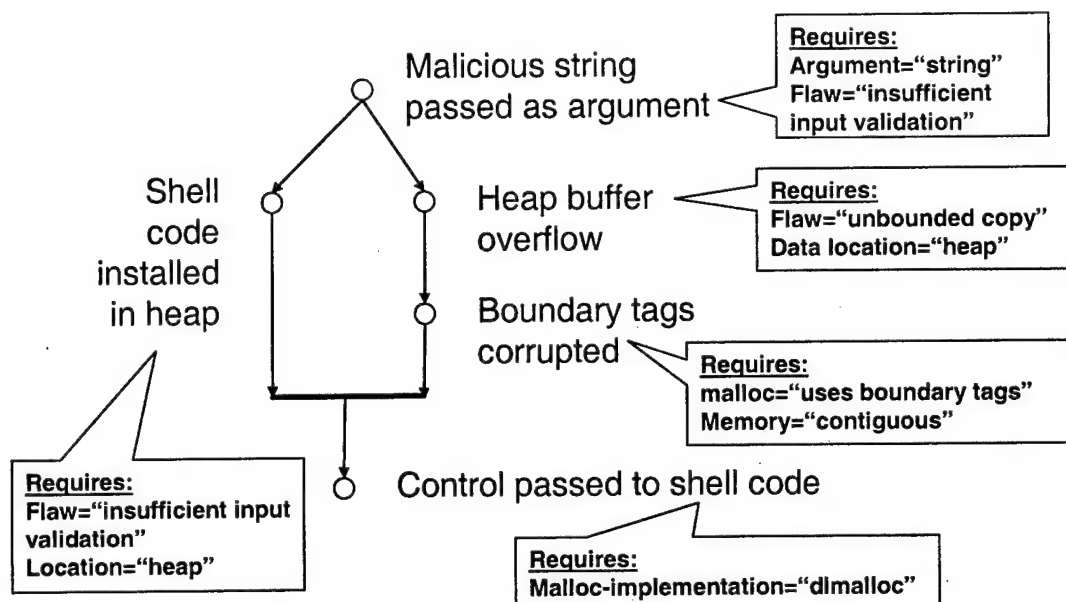 Malicious string
passed as argument
Requires:
Argument="string"
Flaw="insufficient
input validation"
Shell
code
installed
in heap
Heap buffer
overflow
Requires:
Flaw="unbounded copy"
Data location="heap"
Boundary tags
corrupted
Requires:
malloc="uses boundary tags"
Memory="contiguous"
Requires:
Flaw="insufficient input
validation"
Location="heap"
Control passed to shell code
Requires:
Malloc-implementation="dlmalloc"